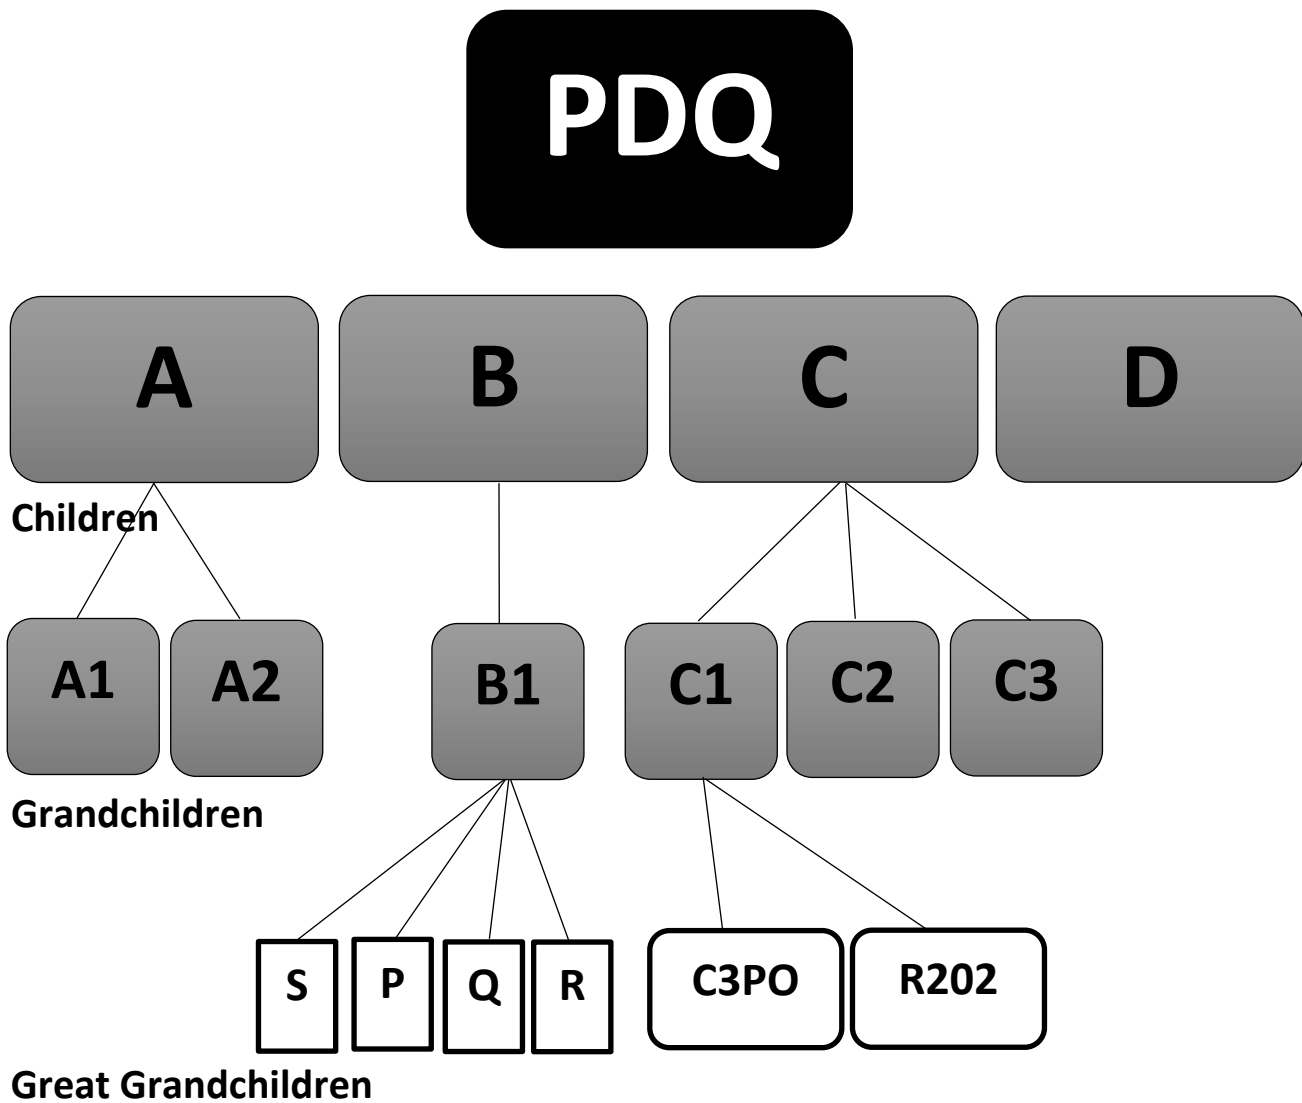 PDQ
A B C D
Children
A1 A2 B1 C1 C2 C3
Grandchildren
S P Q R C3PO R202
Great Grandchildren